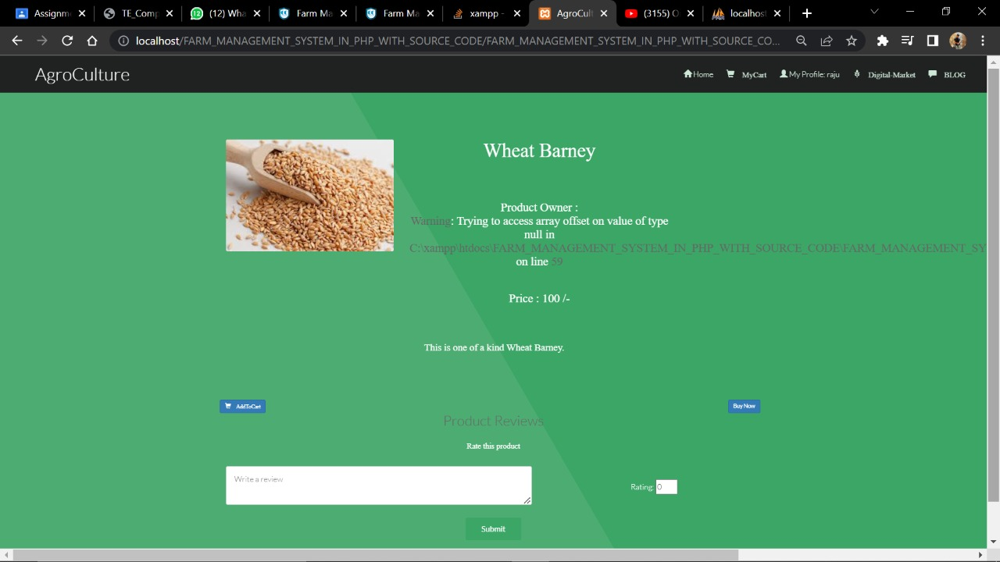 Assignm
TE_Comp
(12) Wha
Farm Ma
Farm Ma
xampp -
AgroCult
(3155) O
localhost
localhost/FARM_MANAGEMENT_SYSTEM_IN_PHP_WITH_SOURCE_CODE/FARM_MANAGEMENT_SYSTEM_IN_PHP_WITH_SOURCE_CO...
AgroCulture
Home
MyCart
My Profile: raju
Digital-Market
BLOG
Wheat Barney
Product Owner :
Warning: Trying to access array offset on value of type
null in
C:\xampp\htdocs\FARM_MANAGEMENT_SYSTEM_IN_PHP_WITH_SOURCE_CODE\FARM_MANAGEMENT_SY
on line 59
Price : 100 /-
This is one of a kind Wheat Barney.
AddToCart
Buy Now
Product Reviews
Rate this product
Write a review
Rating: 0
Submit